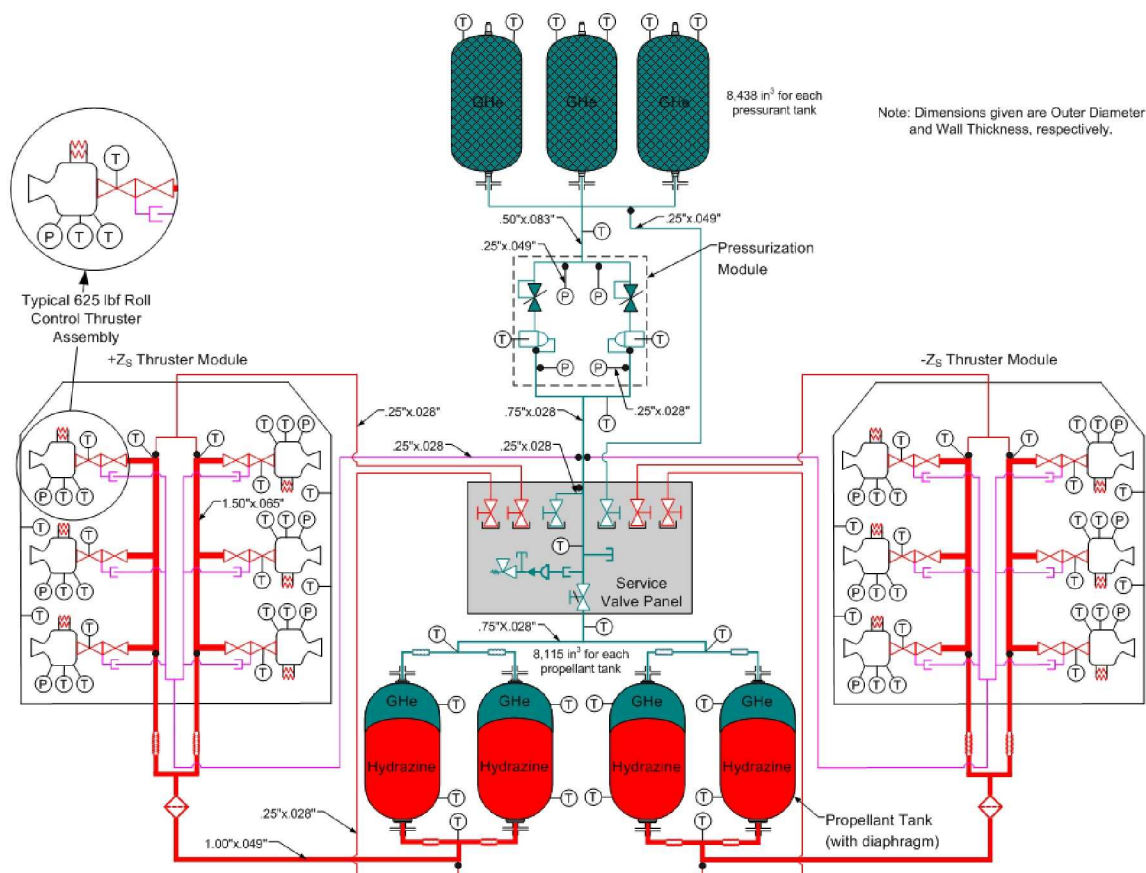 T
T
T
T
T
T
GHe
GHe
GHe
8,438 in³ for each
pressurant tank
Note: Dimensions given are Outer Diameter
and Wall Thickness, respectively.
T
P
T
T
Typical 625 lbf Roll
Control Thruster
Assembly
.50"x.083"
T
.25"x.049"
.25"x.049"
Pressurization
Module
P
P
T
T
P
P
T
.25"x.028"
.75"x.028
+Zs Thruster Module
-Zs Thruster Module
.25"x.028"
.25"x.028
.25"x.028
T
T
T
T
T
T
P
P
T
T
T
1.50"x.065"
T
T
T
T
T
P
P
T
T
T
T
T
T
T
P
P
T
T
T
T
T
T
T
T
T
P
P
T
T
T
T
T
T
T
T
P
P
T
T
T
T
T
T
T
T
P
P
T
T
T
T
Service
Valve Panel
.75"X.028"
T
T
T
8,115 in³ for each
propellant tank
GHe
GHe
GHe
GHe
T
T
T
T
Hydrazine
Hydrazine
Hydrazine
Hydrazine
T
T
T
T
Propellant Tank
(with diaphragm)
.25"x.028"
1.00"x.049"
T
T